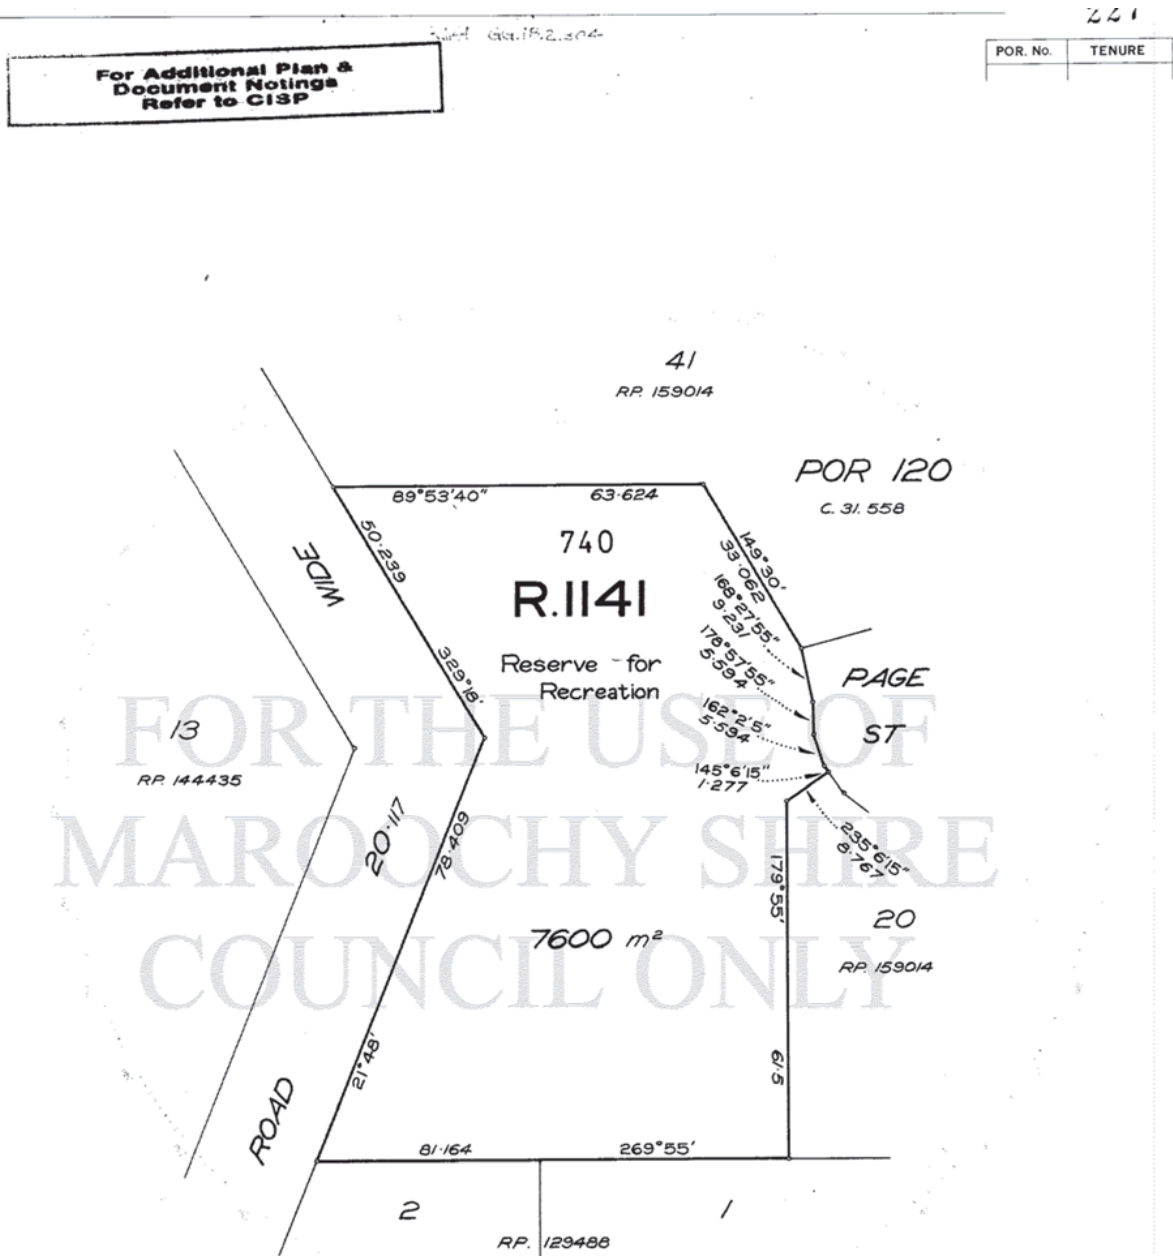 221
GG.18.2.
For Additional Plan &
Document Notings
Refer to CISP
POR. No. TENURE
41
RP. 159014
POR 120
C. 31. 558
89°53'40" 63·624
740
R.1141
Reserve for
Recreation
50·239
329°18'
149°30'
33·062
168°27'55"
9·231
178°57'55"
5·594
162°2'5"
5·594
145°6'15"
1·277
235°6'15"
8·767
PAGE
ST
WIDE
20·117
ROAD
13
RP. 144435
78·409
21°48'
7600 m²
179°55'
61·5
20
RP. 159014
81·164 269°55'
2
1
RP. 129488
FOR THE USE OF
MAROOCHY SHIRE
COUNCIL ONLY